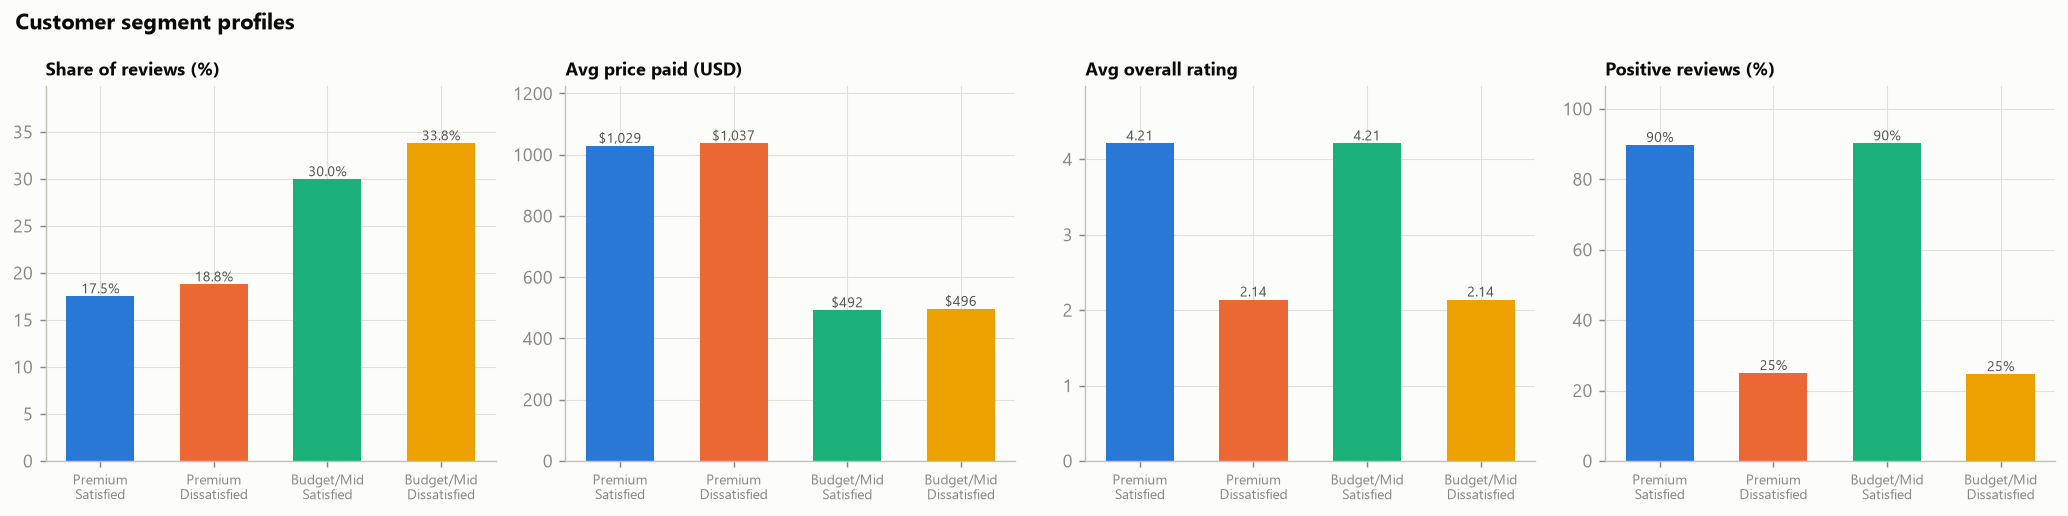 Customer segment profiles
Share of reviews (%)
35
30
25
20
15
10
5
0
17.5%
18.8%
30.0%
33.8%
Premium
Satisfied
Premium
Dissatisfied
Budget/Mid
Satisfied
Budget/Mid
Dissatisfied
Avg price paid (USD)
1200
1000
800
600
400
200
0
$1,029
$1,037
$492
$496
Premium
Satisfied
Premium
Dissatisfied
Budget/Mid
Satisfied
Budget/Mid
Dissatisfied
Avg overall rating
4
3
2
1
0
4.21
2.14
4.21
2.14
Premium
Satisfied
Premium
Dissatisfied
Budget/Mid
Satisfied
Budget/Mid
Dissatisfied
Positive reviews (%)
100
80
60
40
20
0
90%
25%
90%
25%
Premium
Satisfied
Premium
Dissatisfied
Budget/Mid
Satisfied
Budget/Mid
Dissatisfied